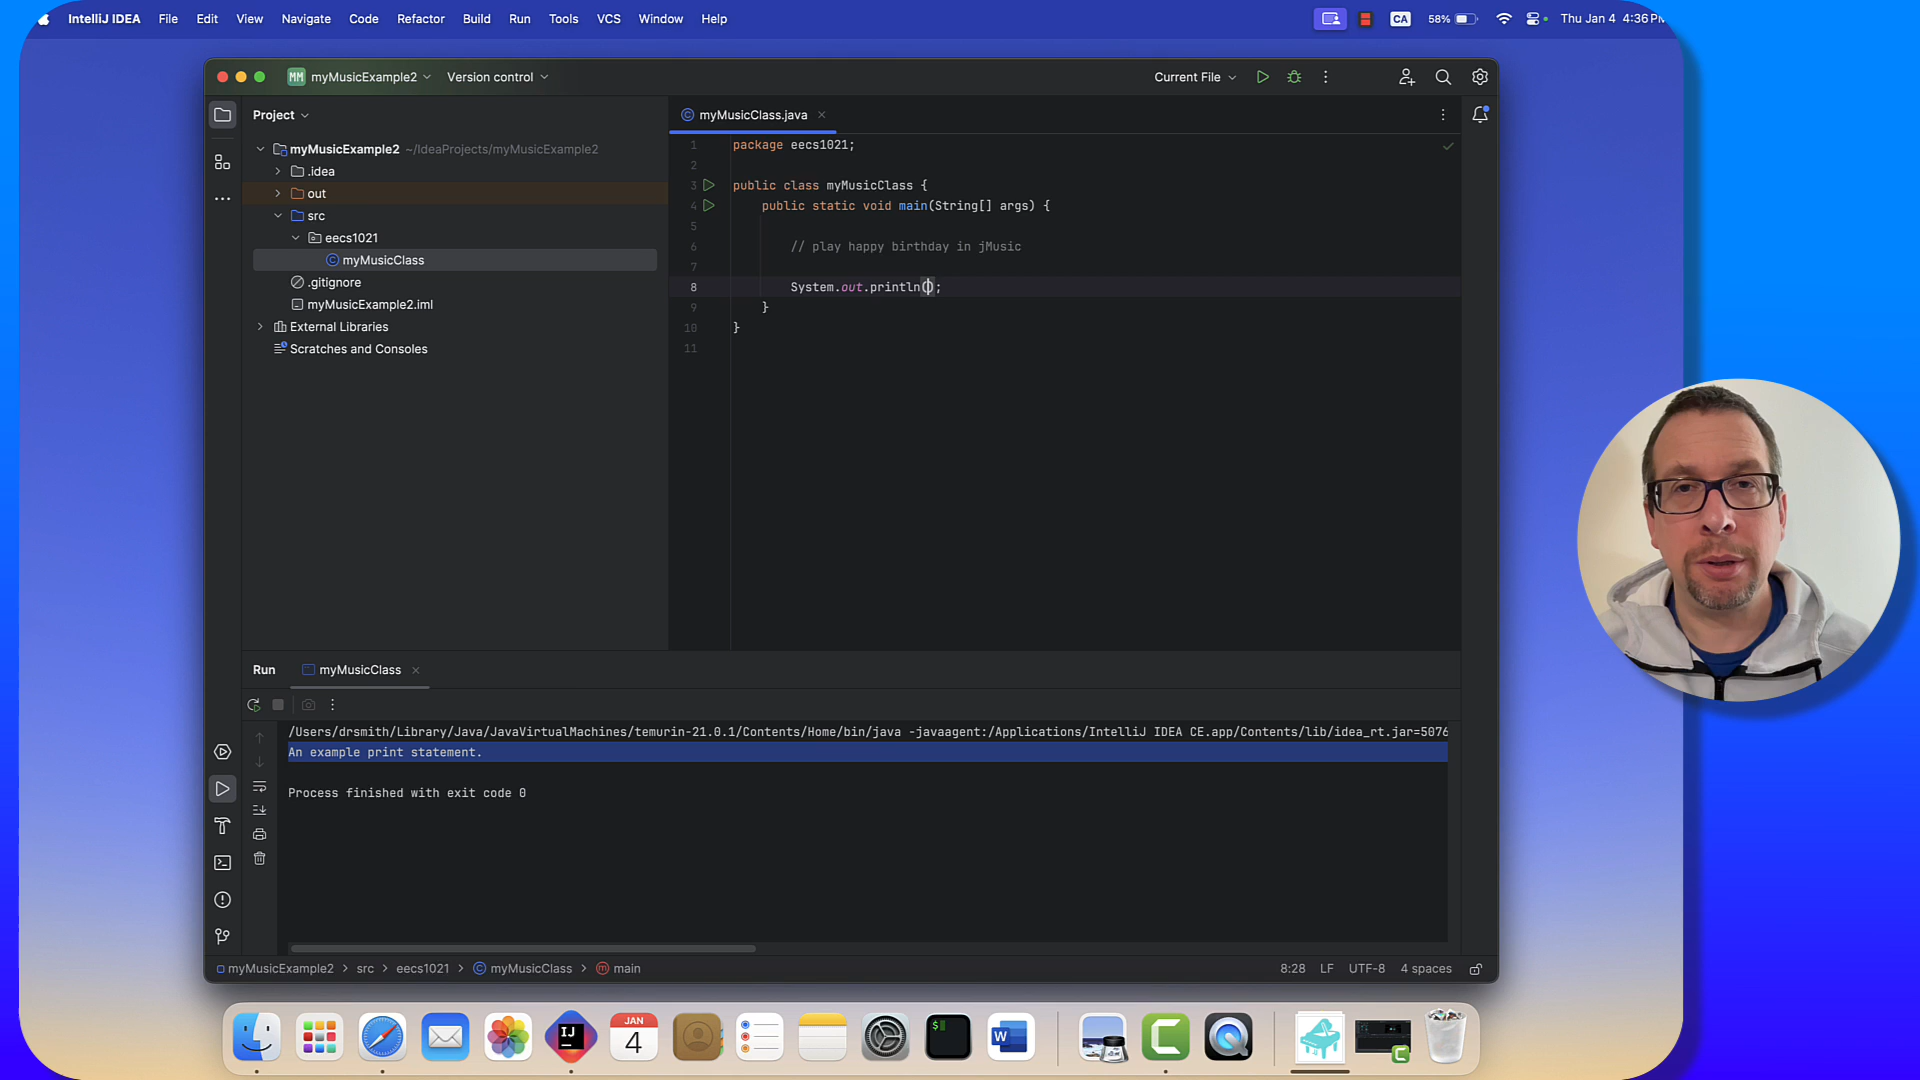 IntelliJ IDEA File Edit View Navigate Code Refactor Build Run Tools VCS Window Help
CA 58% Thu Jan 4 4:36 PM
MM myMusicExample2 Version control
Current File
Project
myMusicClass.java
myMusicExample2 ~/IdeaProjects/myMusicExample2
.idea
out
src
eecs1021
myMusicClass
.gitignore
myMusicExample2.iml
External Libraries
Scratches and Consoles
1 package eecs1021;
2
3 public class myMusicClass {
4 public static void main(String[] args) {
5
6 // play happy birthday in jMusic
7
8 System.out.println();
9 }
10 }
11
Run myMusicClass
/Users/drsmith/Library/Java/JavaVirtualMachines/temurin-21.0.1/Contents/Home/bin/java -javaagent:/Applications/IntelliJ IDEA CE.app/Contents/lib/idea_rt.jar=5076
An example print statement.
Process finished with exit code 0
myMusicExample2 > src > eecs1021 > myMusicClass > main
8:28 LF UTF-8 4 spaces
IJ
JAN
4
$
W